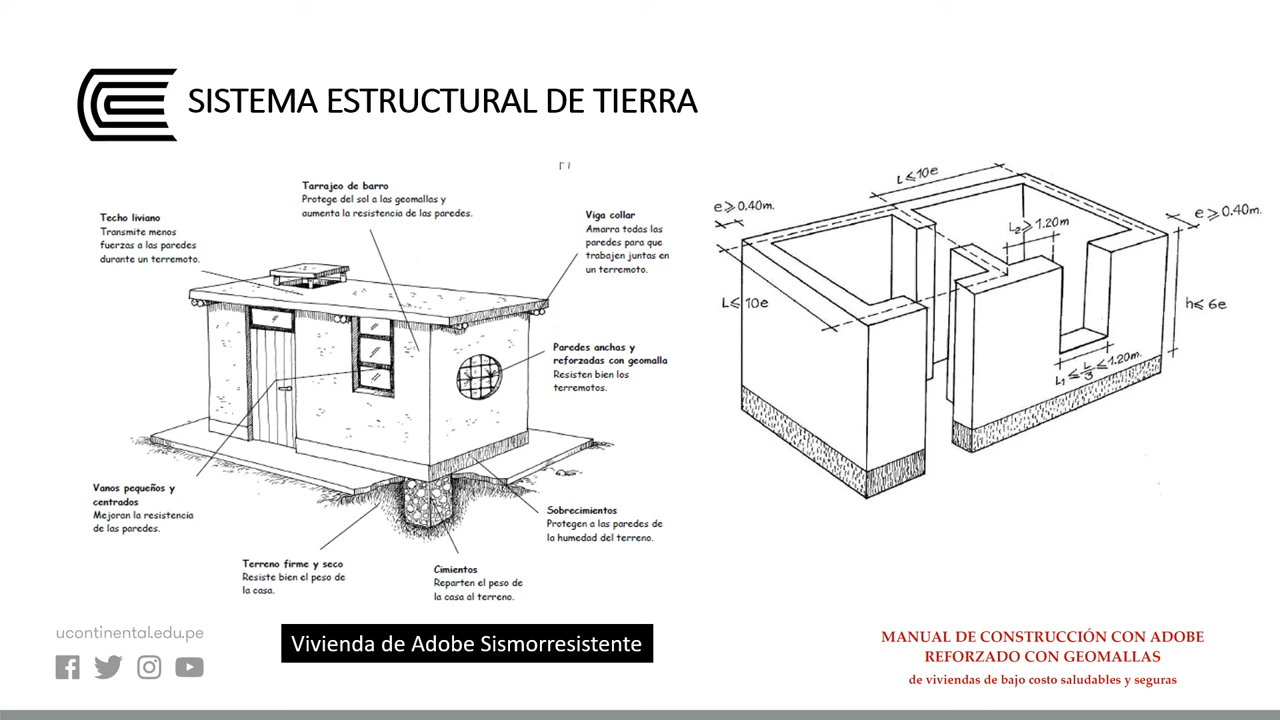 SISTEMA ESTRUCTURAL DE TIERRA
Tarrajeo de barro
Protege del sol a las geomallas y
aumenta la resistencia de las paredes.
Techo liviano
Transmite menos
fuerzas a las paredes
durante un terremoto.
Viga collar
Amarra todas las
paredes para que
trabajen juntas en
un terremoto.
Paredes anchas y
reforzadas con geomalla
Resisten bien los
terremotos.
Vanos pequeños y
centrados
Mejoran la resistencia
de las paredes.
Terreno firme y seco
Resiste bien el peso de
la casa.
Cimientos
Reparten el peso de
la casa al terreno.
Sobrecimientos
Protegen a las paredes de
la humedad del terreno.
L ≤ 10e
e ≥ 0.40m.
e ≥ 0.40m.
L₂ ≥ 1.20m
L ≤ 10e
h ≤ 6e
L₁ ≤ L/3 ≤ 1.20m.
ucontinental.edu.pe
Vivienda de Adobe Sismorresistente
MANUAL DE CONSTRUCCIÓN CON ADOBE
REFORZADO CON GEOMALLAS
de viviendas de bajo costo saludables y seguras